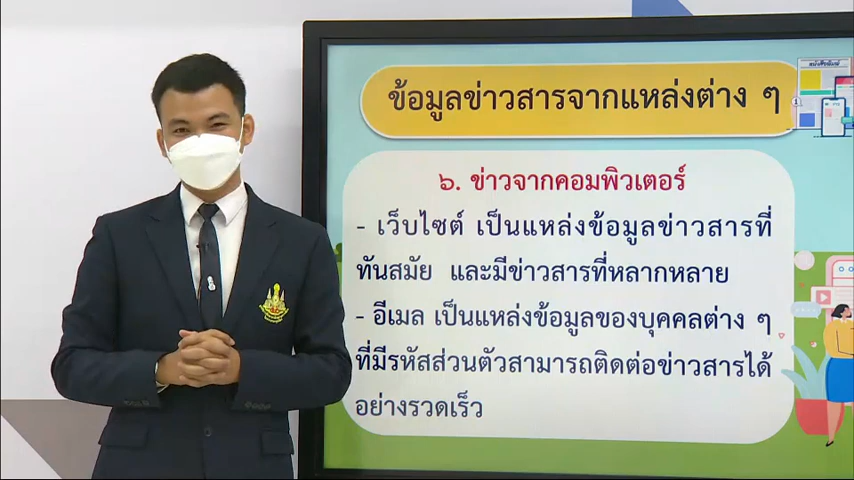 ข้อมูลข่าวสารจากแหล่งต่าง ๆ
๖. ข่าวจากคอมพิวเตอร์
- เว็บไซต์ เป็นแหล่งข้อมูลข่าวสารที่
ทันสมัย และมีข่าวสารที่หลากหลาย
- อีเมล เป็นแหล่งข้อมูลของบุคคลต่าง ๆ
ที่มีรหัสส่วนตัวสามารถติดต่อข่าวสารได้
อย่างรวดเร็ว